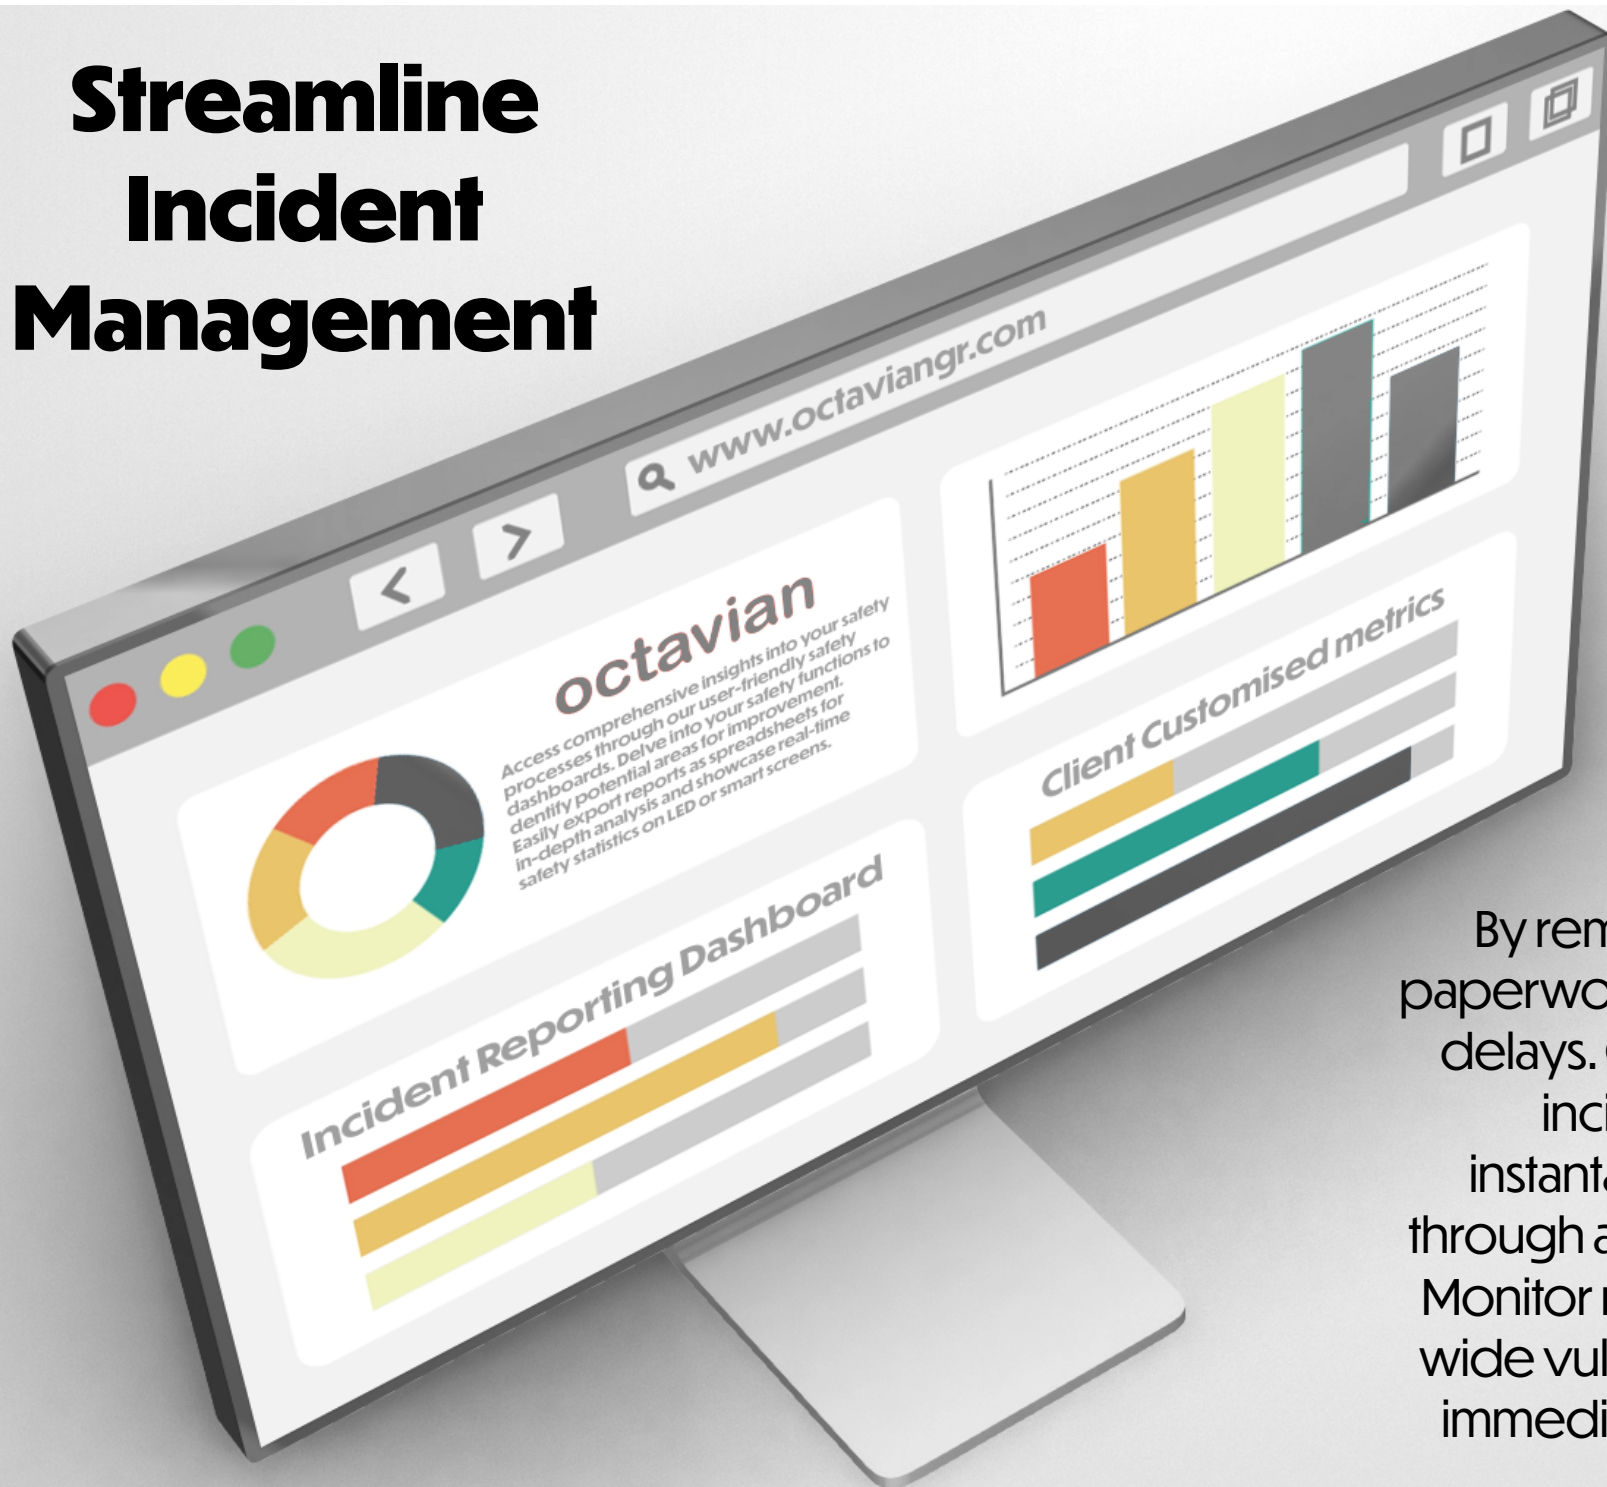 Streamline
Incident
Management
www.octaviangr.com
octavian
Access comprehensive insights into your safety
processes through our user-friendly safety
dashboards. Delve into your safety functions to
dentify potential areas for improvement.
Easily export reports as spreadsheets for
in-depth analysis and showcase real-time
safety statistics on LED or smart screens.
Client Customised metrics
Incident Reporting Dashboard
By rem
paperwo
delays.
inci
instanta
through a
Monitor
wide vul
immedi